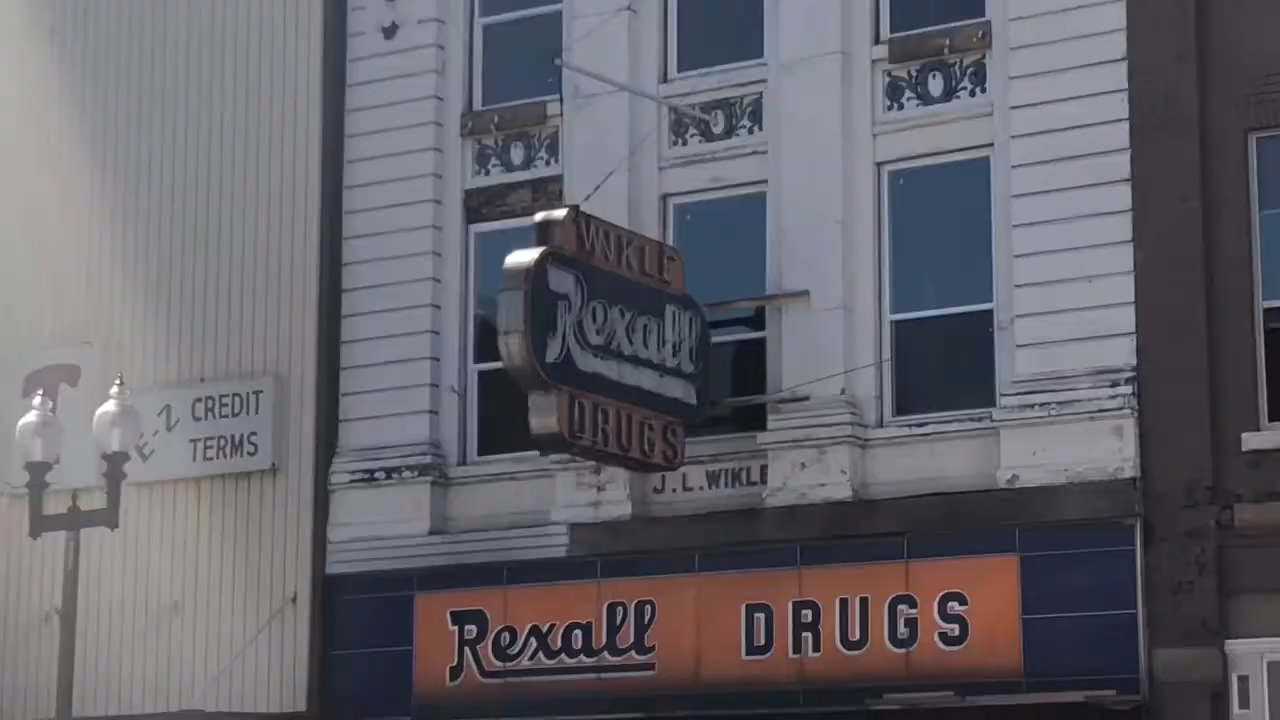 WIKLE
Rexall
DRUGS
E-Z CREDIT
TERMS
J.L.WIKLE
Rexall DRUGS